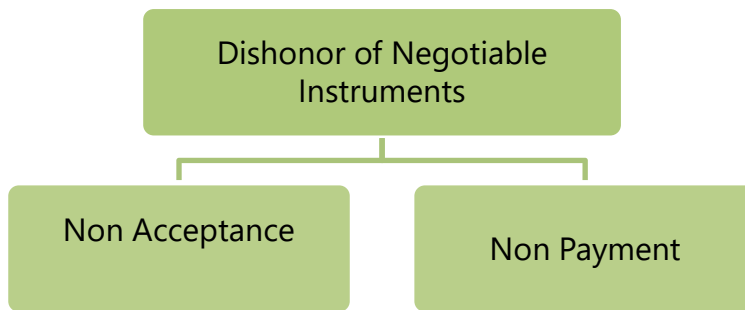 Dishonor of Negotiable
Instruments
Non Acceptance
Non Payment